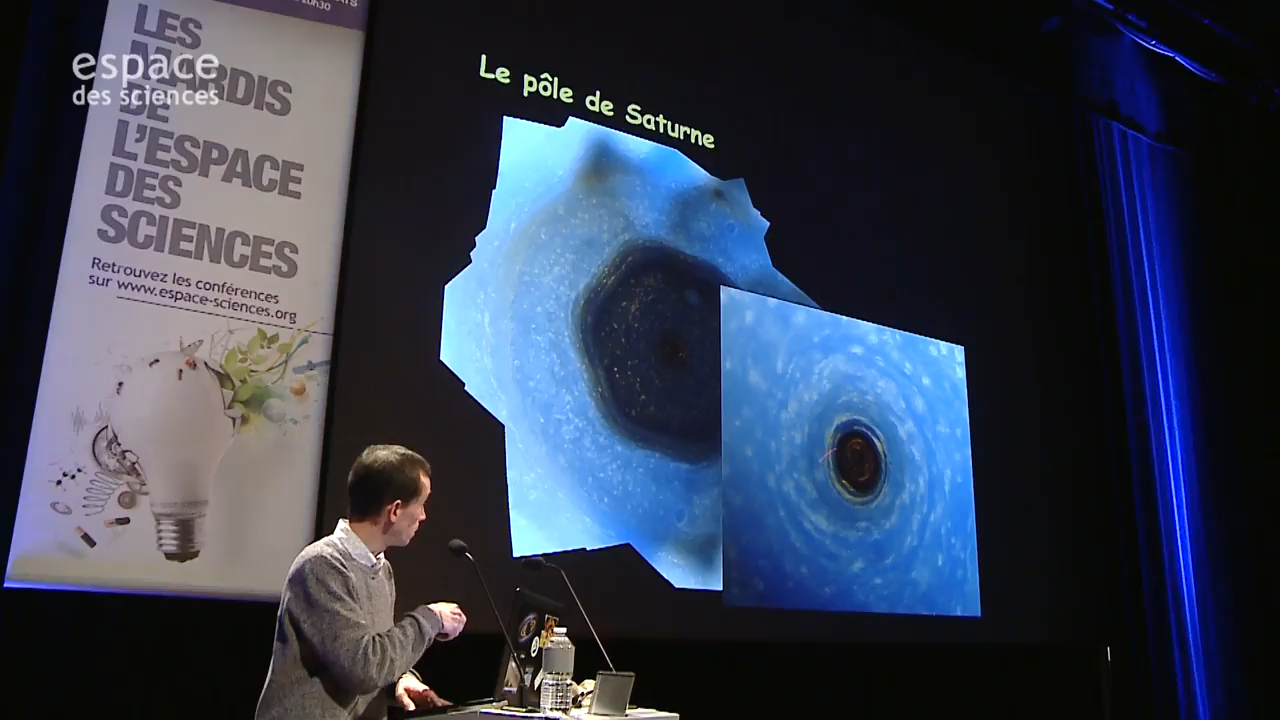 20h30
LES
MARDIS
DE
L'ESPACE
DES
SCIENCES
Retrouvez les conférences
sur www.espace-sciences.org
espace
des sciences
Le pôle de Saturne